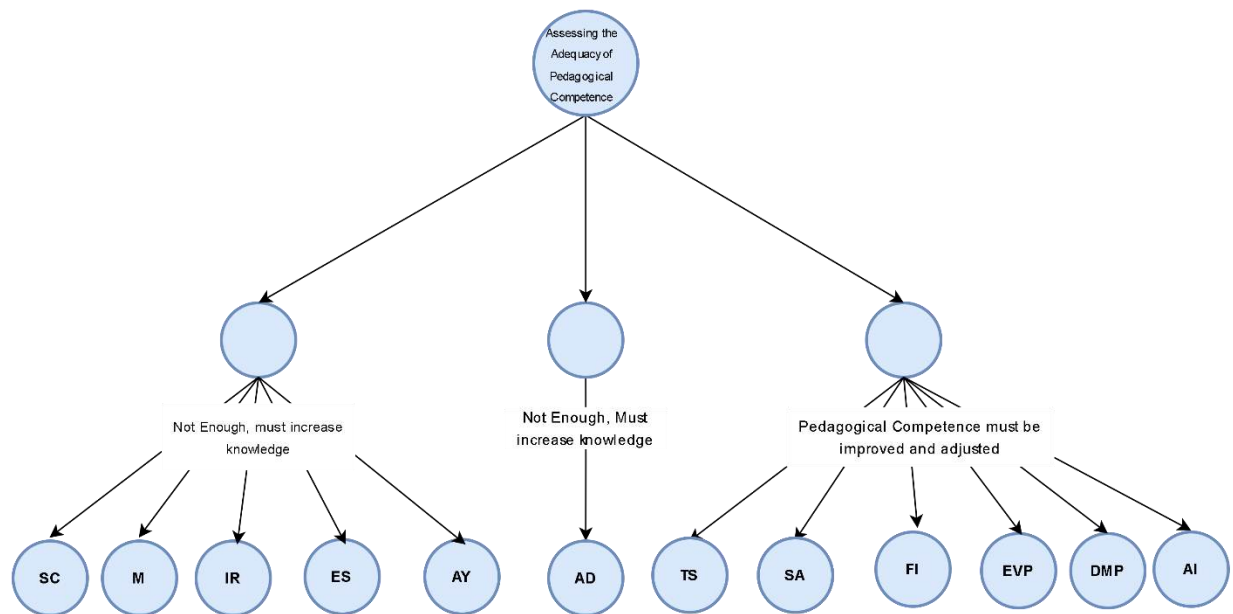 Assessing the
Adequacy of
Pedagogical
Competence
Not Enough, must increase
knowledge
Not Enough, Must
increase knowledge
Pedagogical Competence must be
improved and adjusted
SC
M
IR
ES
AY
AD
TS
SA
FI
EVP
DMP
AI